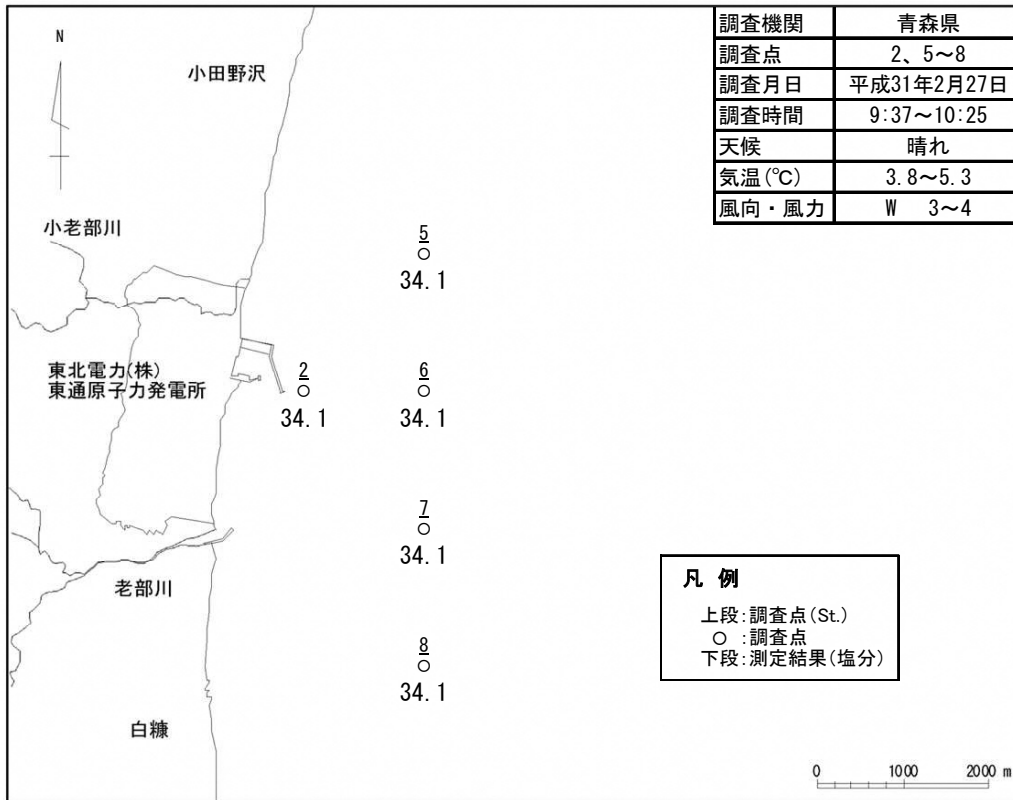 調査機関 青森県
調査点 2、5～8
調査月日 平成31年2月27日
調査時間 9:37～10:25
天候 晴れ
気温(℃) 3.8～5.3
風向・風力 W 3～4
N
小田野沢
小老部川
5
34.1
東北電力(株)
東通原子力発電所
2
34.1
6
34.1
7
34.1
老部川
8
34.1
白糠
凡 例
上段:調査点(St.)
○ :調査点
下段:測定結果(塩分)
0 1000 2000 m